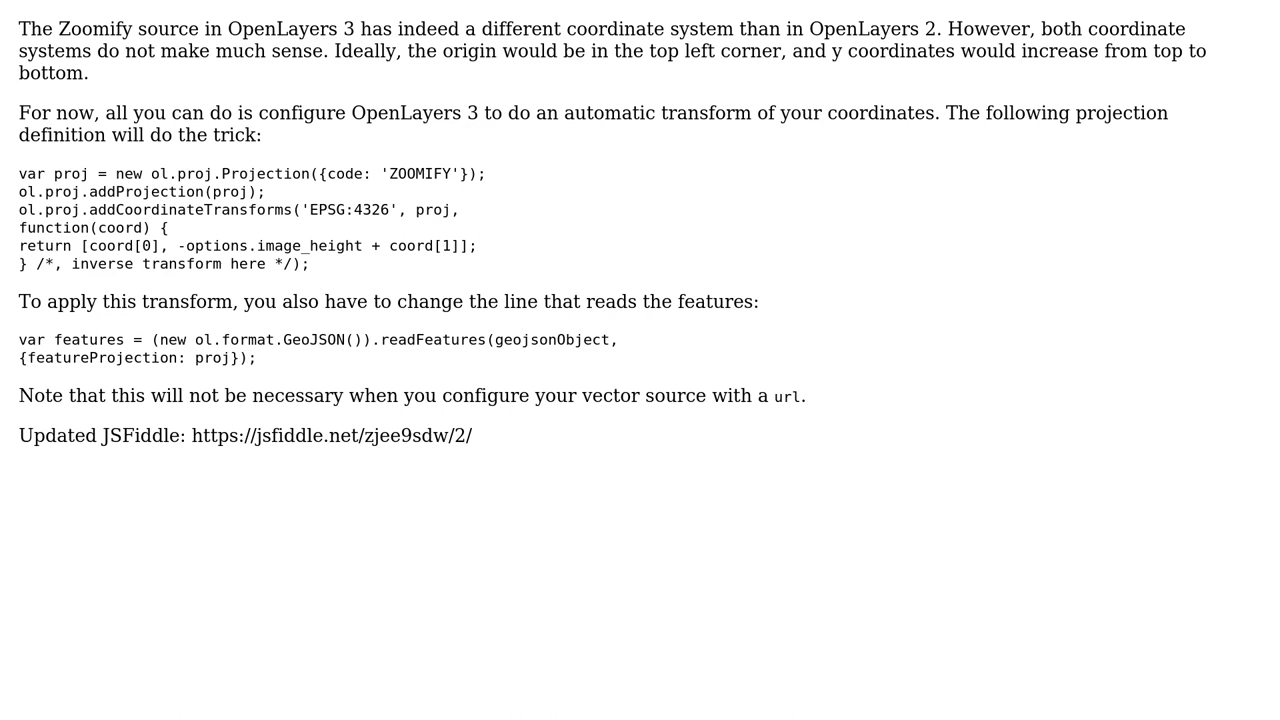 The Zoomify source in OpenLayers 3 has indeed a different coordinate system than in OpenLayers 2. However, both coordinate
systems do not make much sense. Ideally, the origin would be in the top left corner, and y coordinates would increase from top to
bottom.
For now, all you can do is configure OpenLayers 3 to do an automatic transform of your coordinates. The following projection
definition will do the trick:
var proj = new ol.proj.Projection({code: 'ZOOMIFY'});
ol.proj.addProjection(proj);
ol.proj.addCoordinateTransforms('EPSG:4326', proj,
function(coord) {
return [coord[0], -options.image_height + coord[1]];
} /*, inverse transform here */);
To apply this transform, you also have to change the line that reads the features:
var features = (new ol.format.GeoJSON()).readFeatures(geojsonObject,
{featureProjection: proj});
Note that this will not be necessary when you configure your vector source with a url.
Updated JSFiddle: https://jsfiddle.net/zjee9sdw/2/